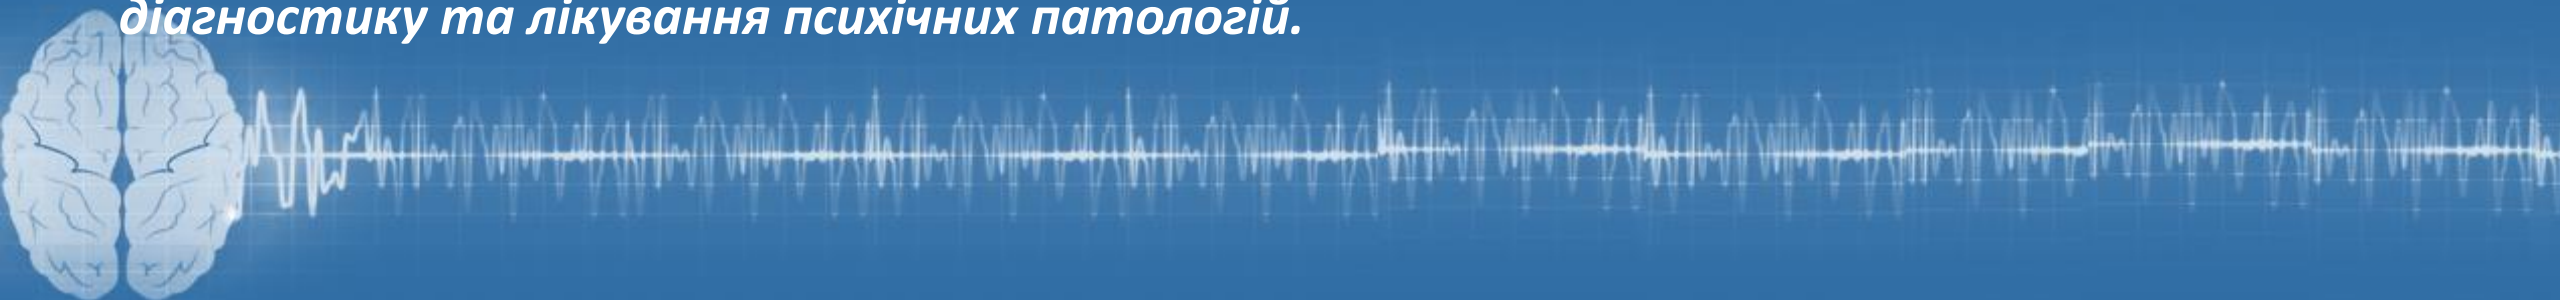 діагностику та лікування психічних патологій.